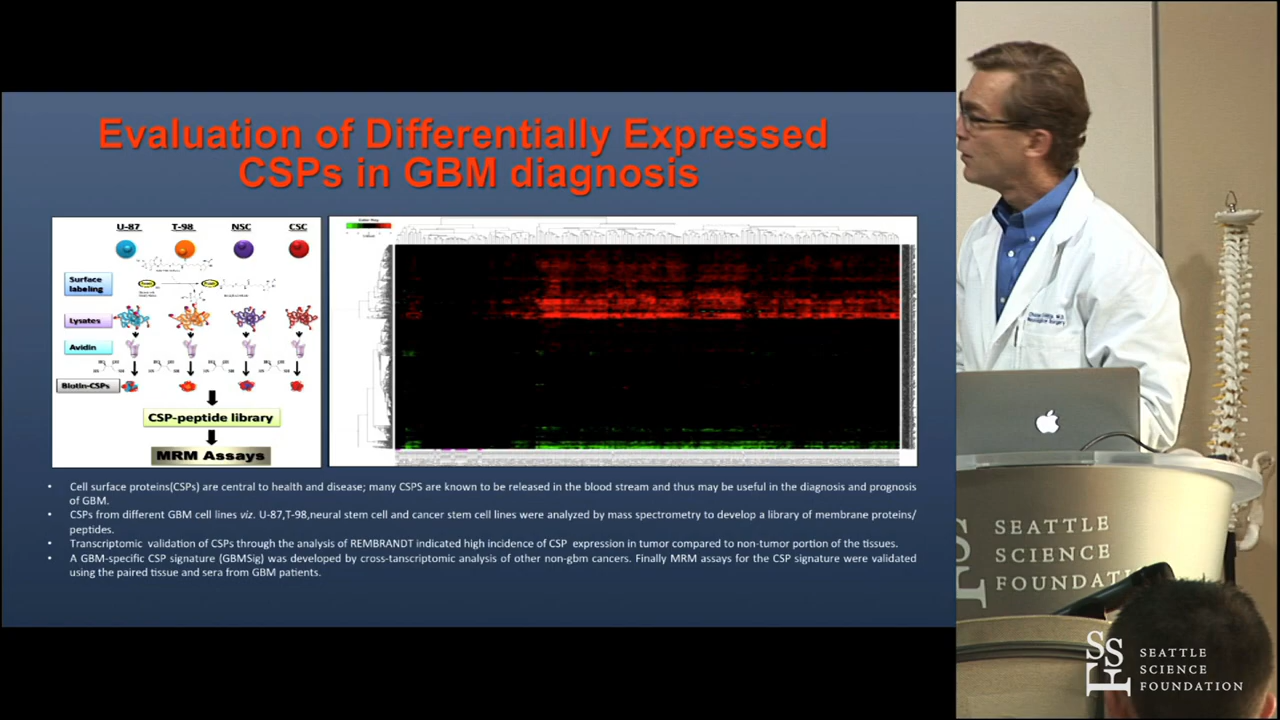 Evaluation of Differentially Expressed
CSPs in GBM diagnosis
U-87 T-98 NSC CSC
Surface
labeling
Lysates
Avidin
Biotin-CSPs
CSP-peptide library
MRM Assays
• Cell surface proteins(CSPs) are central to health and disease; many CSPS are known to be released in the blood stream and thus may be useful in the diagnosis and prognosis
of GBM.
• CSPs from different GBM cell lines viz. U-87,T-98,neural stem cell and cancer stem cell lines were analyzed by mass spectrometry to develop a library of membrane proteins/
peptides.
• Transcriptomic validation of CSPs through the analysis of REMBRANDT indicated high incidence of CSP expression in tumor compared to non-tumor portion of the tissues.
• A GBM-specific CSP signature (GBMSig) was developed by cross-tanscriptomic analysis of other non-gbm cancers. Finally MRM assays for the CSP signature were validated
using the paired tissue and sera from GBM patients.
SEATTLE
SCIENCE
FOUNDATI
SEATTLE
SCIENCE
FOUNDATION